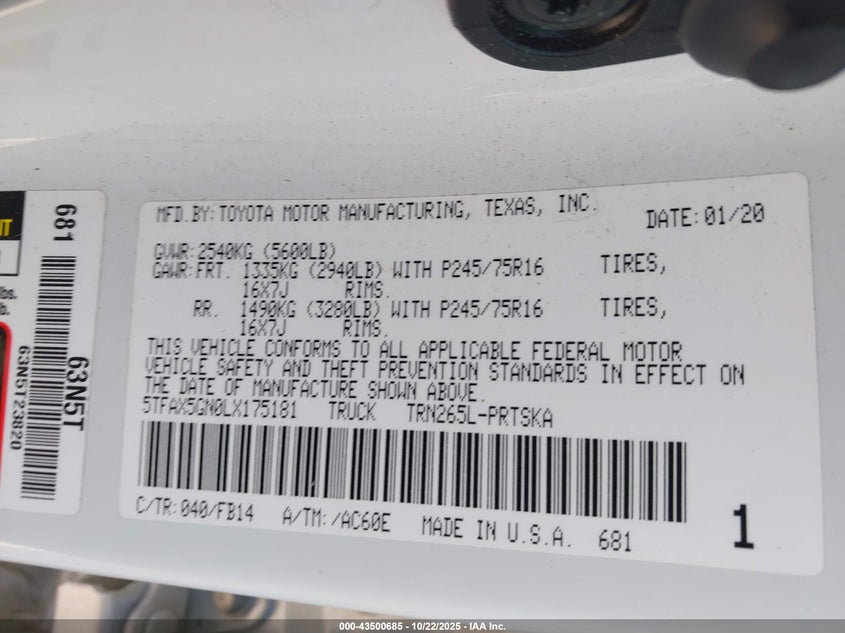 MFD.BY: TOYOTA MOTOR MANUFACTURING, TEXAS, INC. DATE: 01/20
GVWR: 2540KG (5600LB)
GAWR: FRT. 1335KG (2940LB) WITH P245/75R16 TIRES,
16X7J RIMS.
RR. 1490KG (3280LB) WITH P245/75R16 TIRES,
16X7J RIMS.
THIS VEHICLE CONFORMS TO ALL APPLICABLE FEDERAL MOTOR
VEHICLE SAFETY AND THEFT PREVENTION STANDARDS IN EFFECT ON
THE DATE OF MANUFACTURE SHOWN ABOVE.
5TFAX5GN0LX175181 TRUCK TRN265L-PRTSKA
C/TR: 040/FB14 A/TM: /AC60E MADE IN U.S.A. 681
1
681
63N5T
63N5T23820
lbs.
lb.
000-43500685 - 10/22/2025 - IAA Inc.